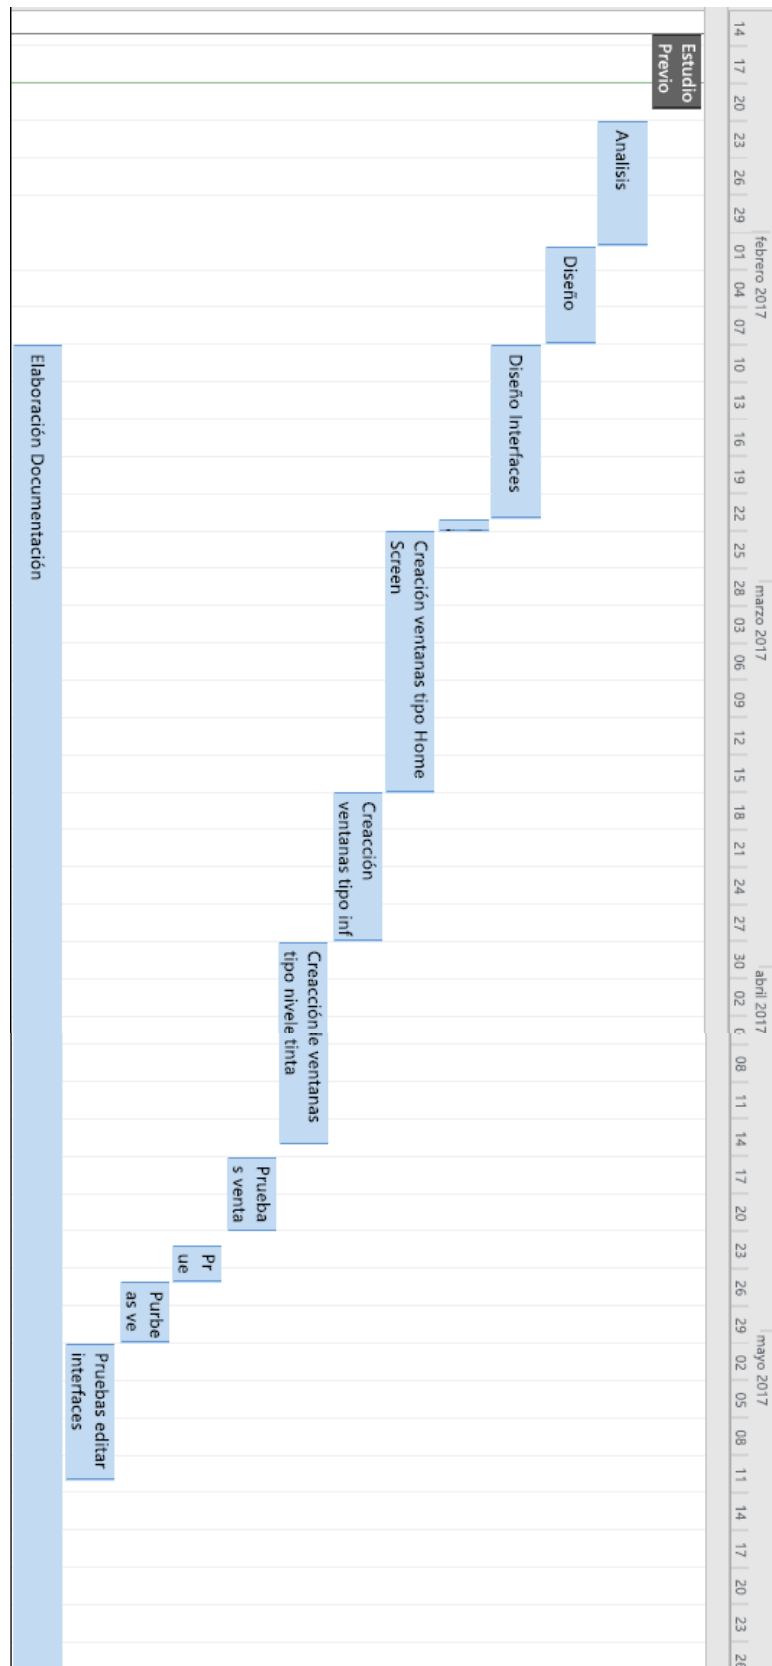 febrero 2017
marzo 2017
abril 2017
mayo 2017
14 17 20 23 26 29 01 04 07 10 13 16 19 22 25 28 03 06 09 12 15 18 21 24 27 30 02 08 11 14 17 20 23 26 29 02 05 08 11 14 17 20 23 26
Estudio
Previo
Analisis
Diseño
Diseño Interfaces
Creación ventanas tipo Home
Screen
Creacción
ventanas tipo inf
Creacción le ventanas
tipo nivele tinta
Prueba
s venta
Pr
ue
Purbe
as ve
Pruebas editar
interfaces
Elaboración Documentación